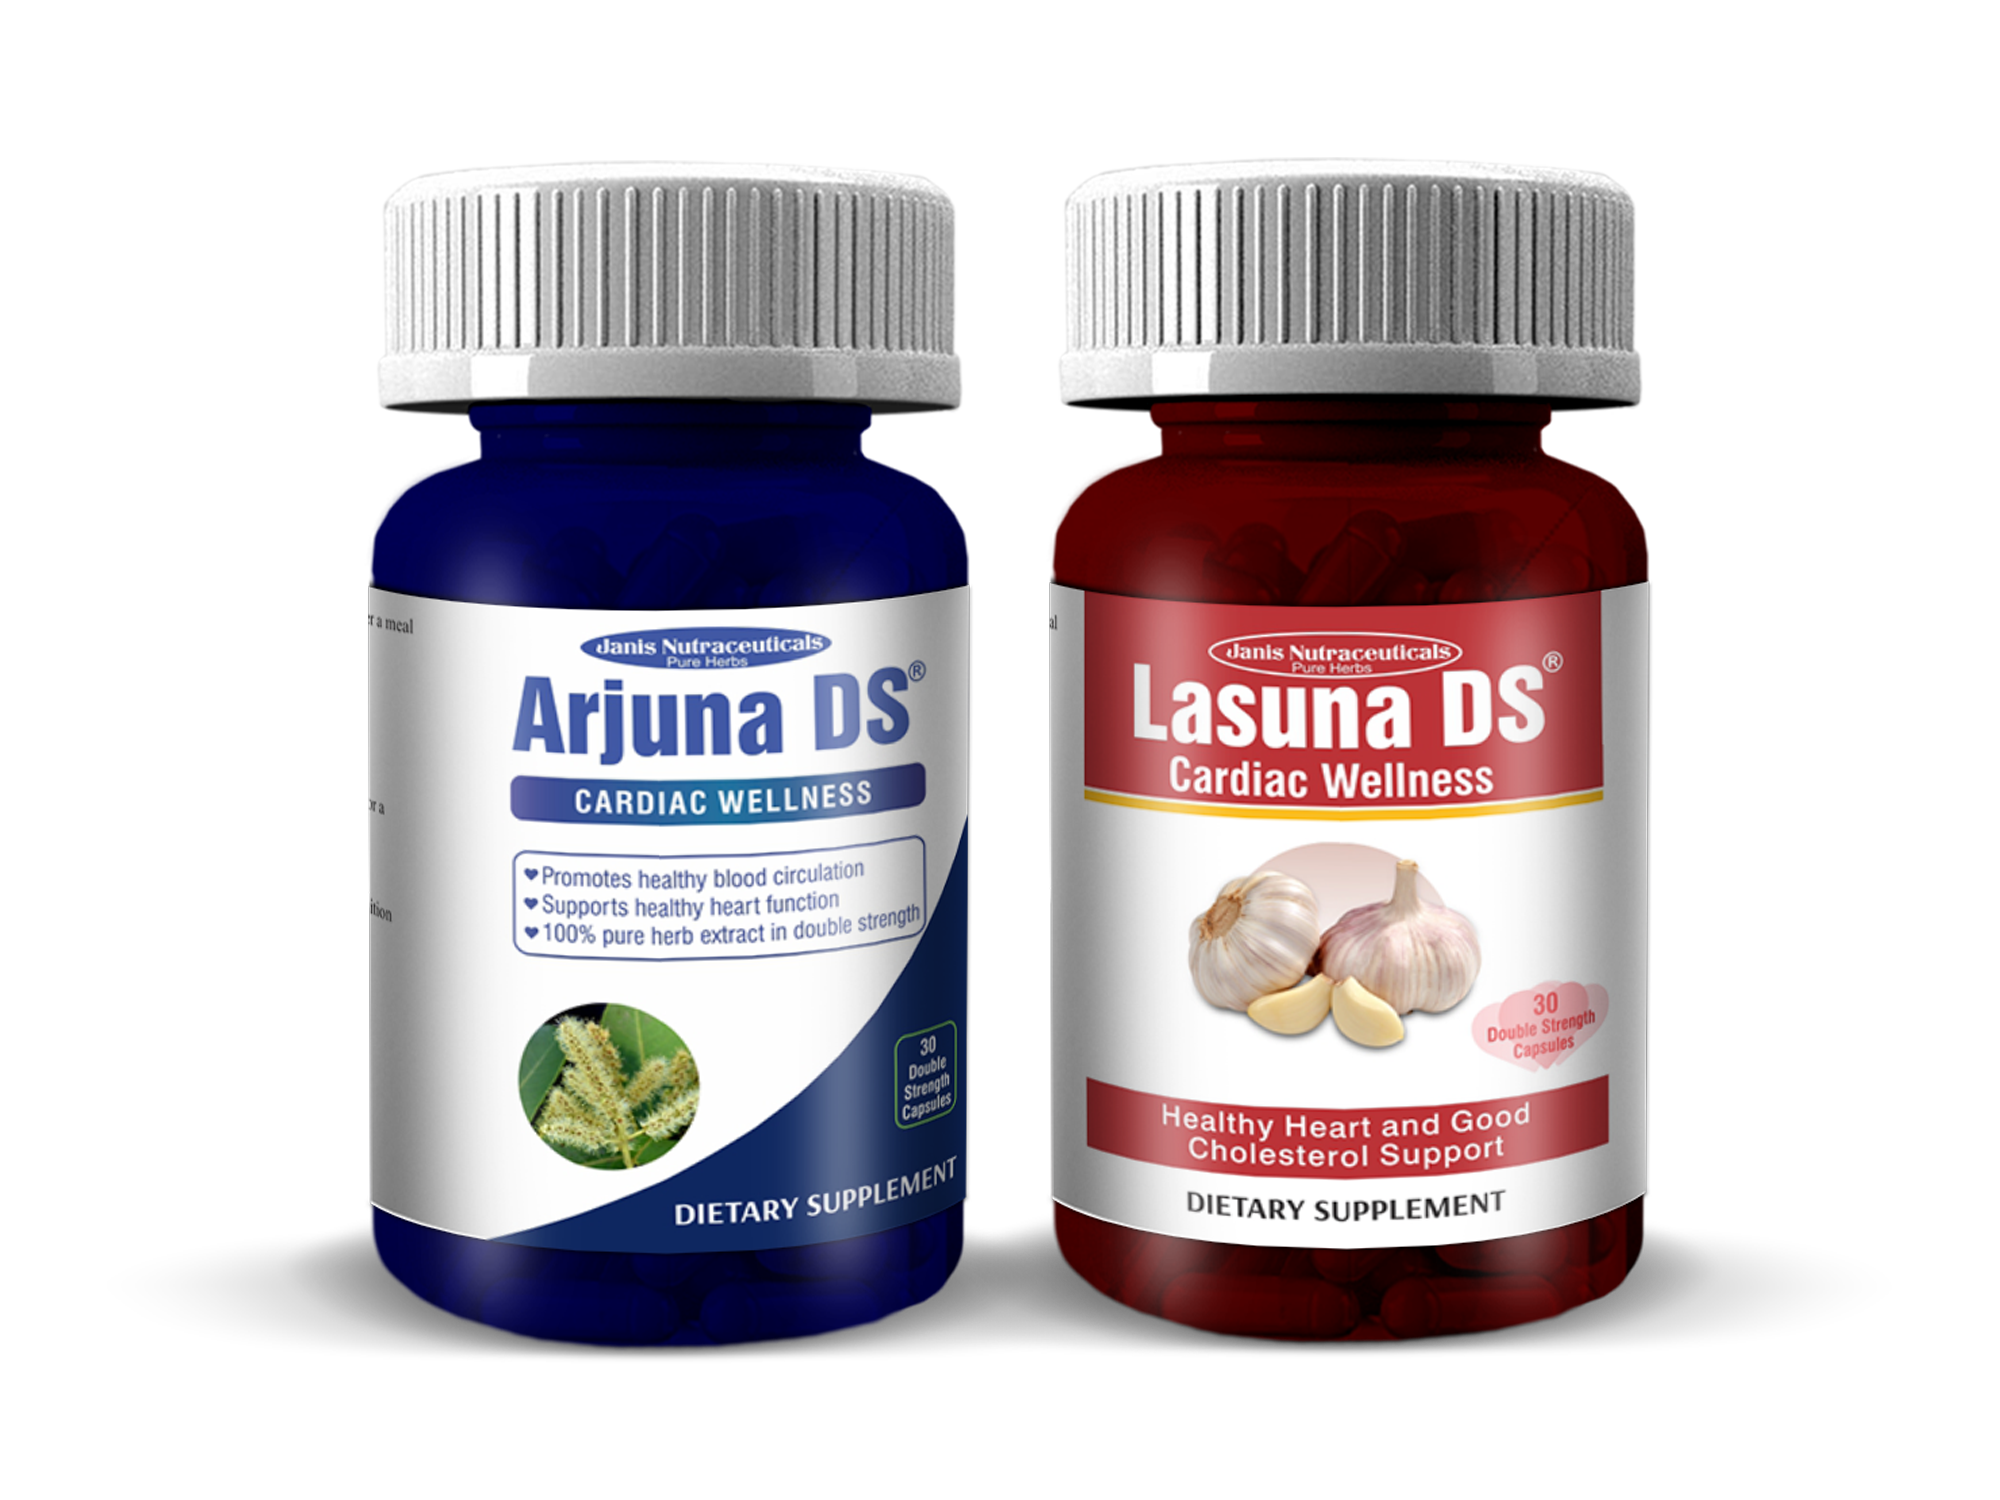 er a meal
or a
ition
Janis Nutraceuticals
Pure Herbs
Arjuna DS®
CARDIAC WELLNESS
Promotes healthy blood circulation
Supports healthy heart function
100% pure herb extract in double strength
30
Double
Strength
Capsules
DIETARY SUPPLEMENT
al
Janis Nutraceuticals
Pure Herbs
Lasuna DS®
Cardiac Wellness
30
Double Strength
Capsules
Healthy Heart and Good
Cholesterol Support
DIETARY SUPPLEMENT